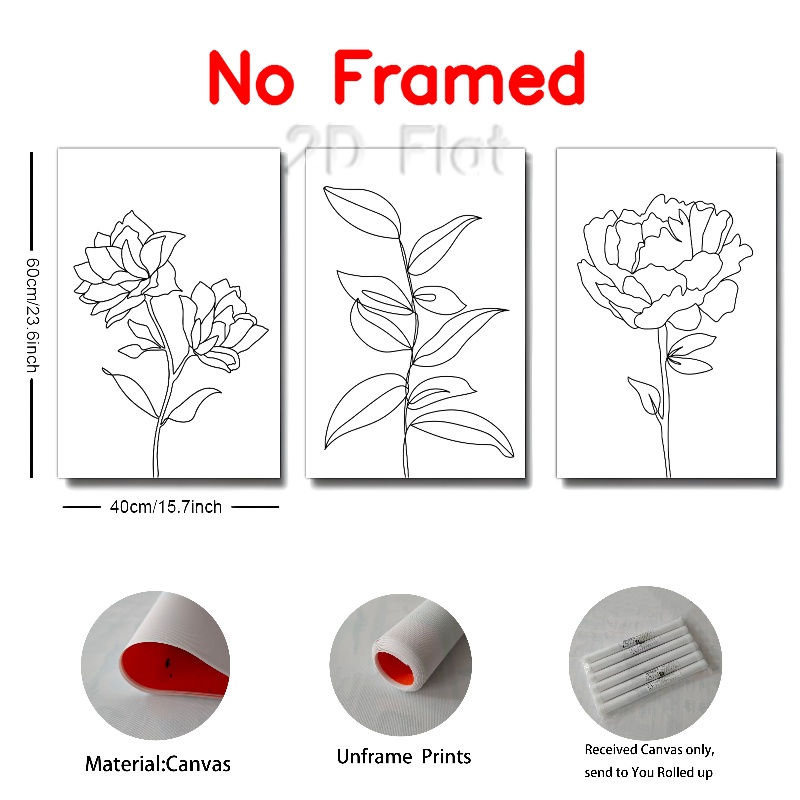 No Framed
2D Flat
60cm/23.6inch
40cm/15.7inch
Material:Canvas
Unframe Prints
Received Canvas only,
send to You Rolled up